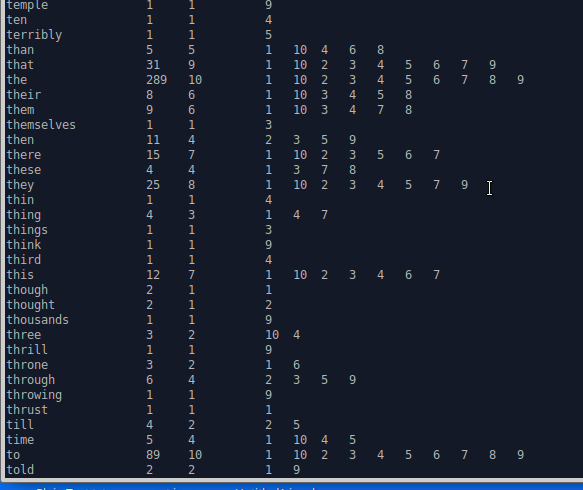 temple 1 1 9
ten 1 1 4
terribly 1 1 5
than 5 5 1 10 4 6 8
that 31 9 1 10 2 3 4 5 6 7 9
the 289 10 1 10 2 3 4 5 6 7 8 9
their 8 6 1 10 3 4 5 8
them 9 6 1 10 3 4 7 8
themselves 1 1 3
then 11 4 2 3 5 9
there 15 7 1 10 2 3 5 6 7
these 4 4 1 3 7 8
they 25 8 1 10 2 3 4 5 7 9
thin 1 1 4
thing 4 3 1 4 7
things 1 1 3
think 1 1 9
third 1 1 4
this 12 7 1 10 2 3 4 6 7
though 2 1 1
thought 2 1 2
thousands 1 1 9
three 3 2 10 4
thrill 1 1 9
throne 3 2 1 6
through 6 4 2 3 5 9
throwing 1 1 9
thrust 1 1 1
till 4 2 2 5
time 5 4 1 10 4 5
to 89 10 1 10 2 3 4 5 6 7 8 9
told 2 2 1 9